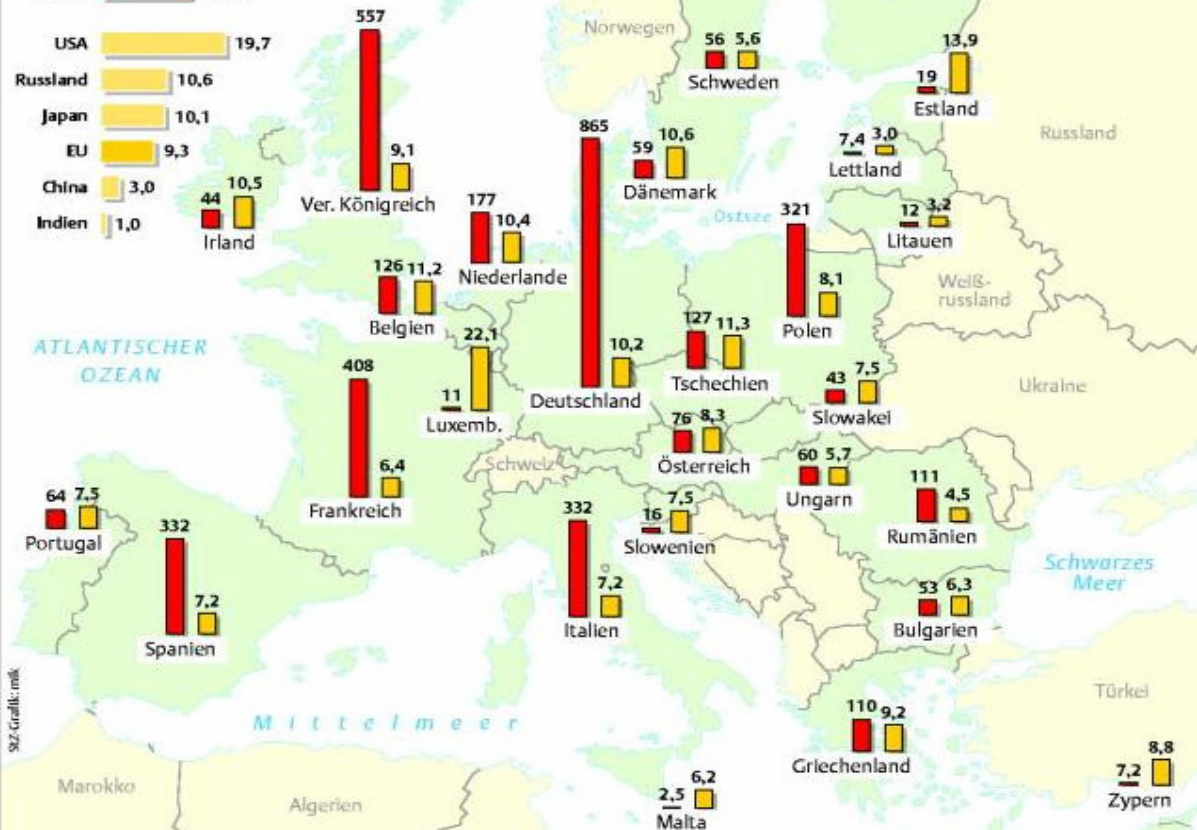 USA 19,7
Russland 10,6
Japan 10,1
EU 9,3
China 3,0
Indien 1,0
557 9,1
Ver. Königreich
44 10,5
Irland
Norwegen
56 5,6
Schweden
19 13,9
Estland
Russland
7,4 3,0
Lettland
12 3,2
Litauen
59 10,6
Dänemark
Ostsee
865 10,2
Deutschland
177 10,4
Niederlande
126 11,2
Belgien
11 22,1
Luxemb.
321 8,1
Polen
Weiß-
russland
127 11,3
Tschechien
43 7,5
Slowakei
Ukraine
ATLANTISCHER
OZEAN
408 6,4
Frankreich
Schweiz
76 8,3
Österreich
60 5,7
Ungarn
111 4,5
Rumänien
64 7,5
Portugal
332 7,2
Spanien
332 7,2
Italien
16 7,5
Slowenien
53 6,3
Bulgarien
Schwarzes
Meer
Mittelmeer
110 9,2
Griechenland
Türkei
7,2 8,8
Zypern
2,5 6,2
Malta
Marokko
Algerien
StZ-Grafik: mik